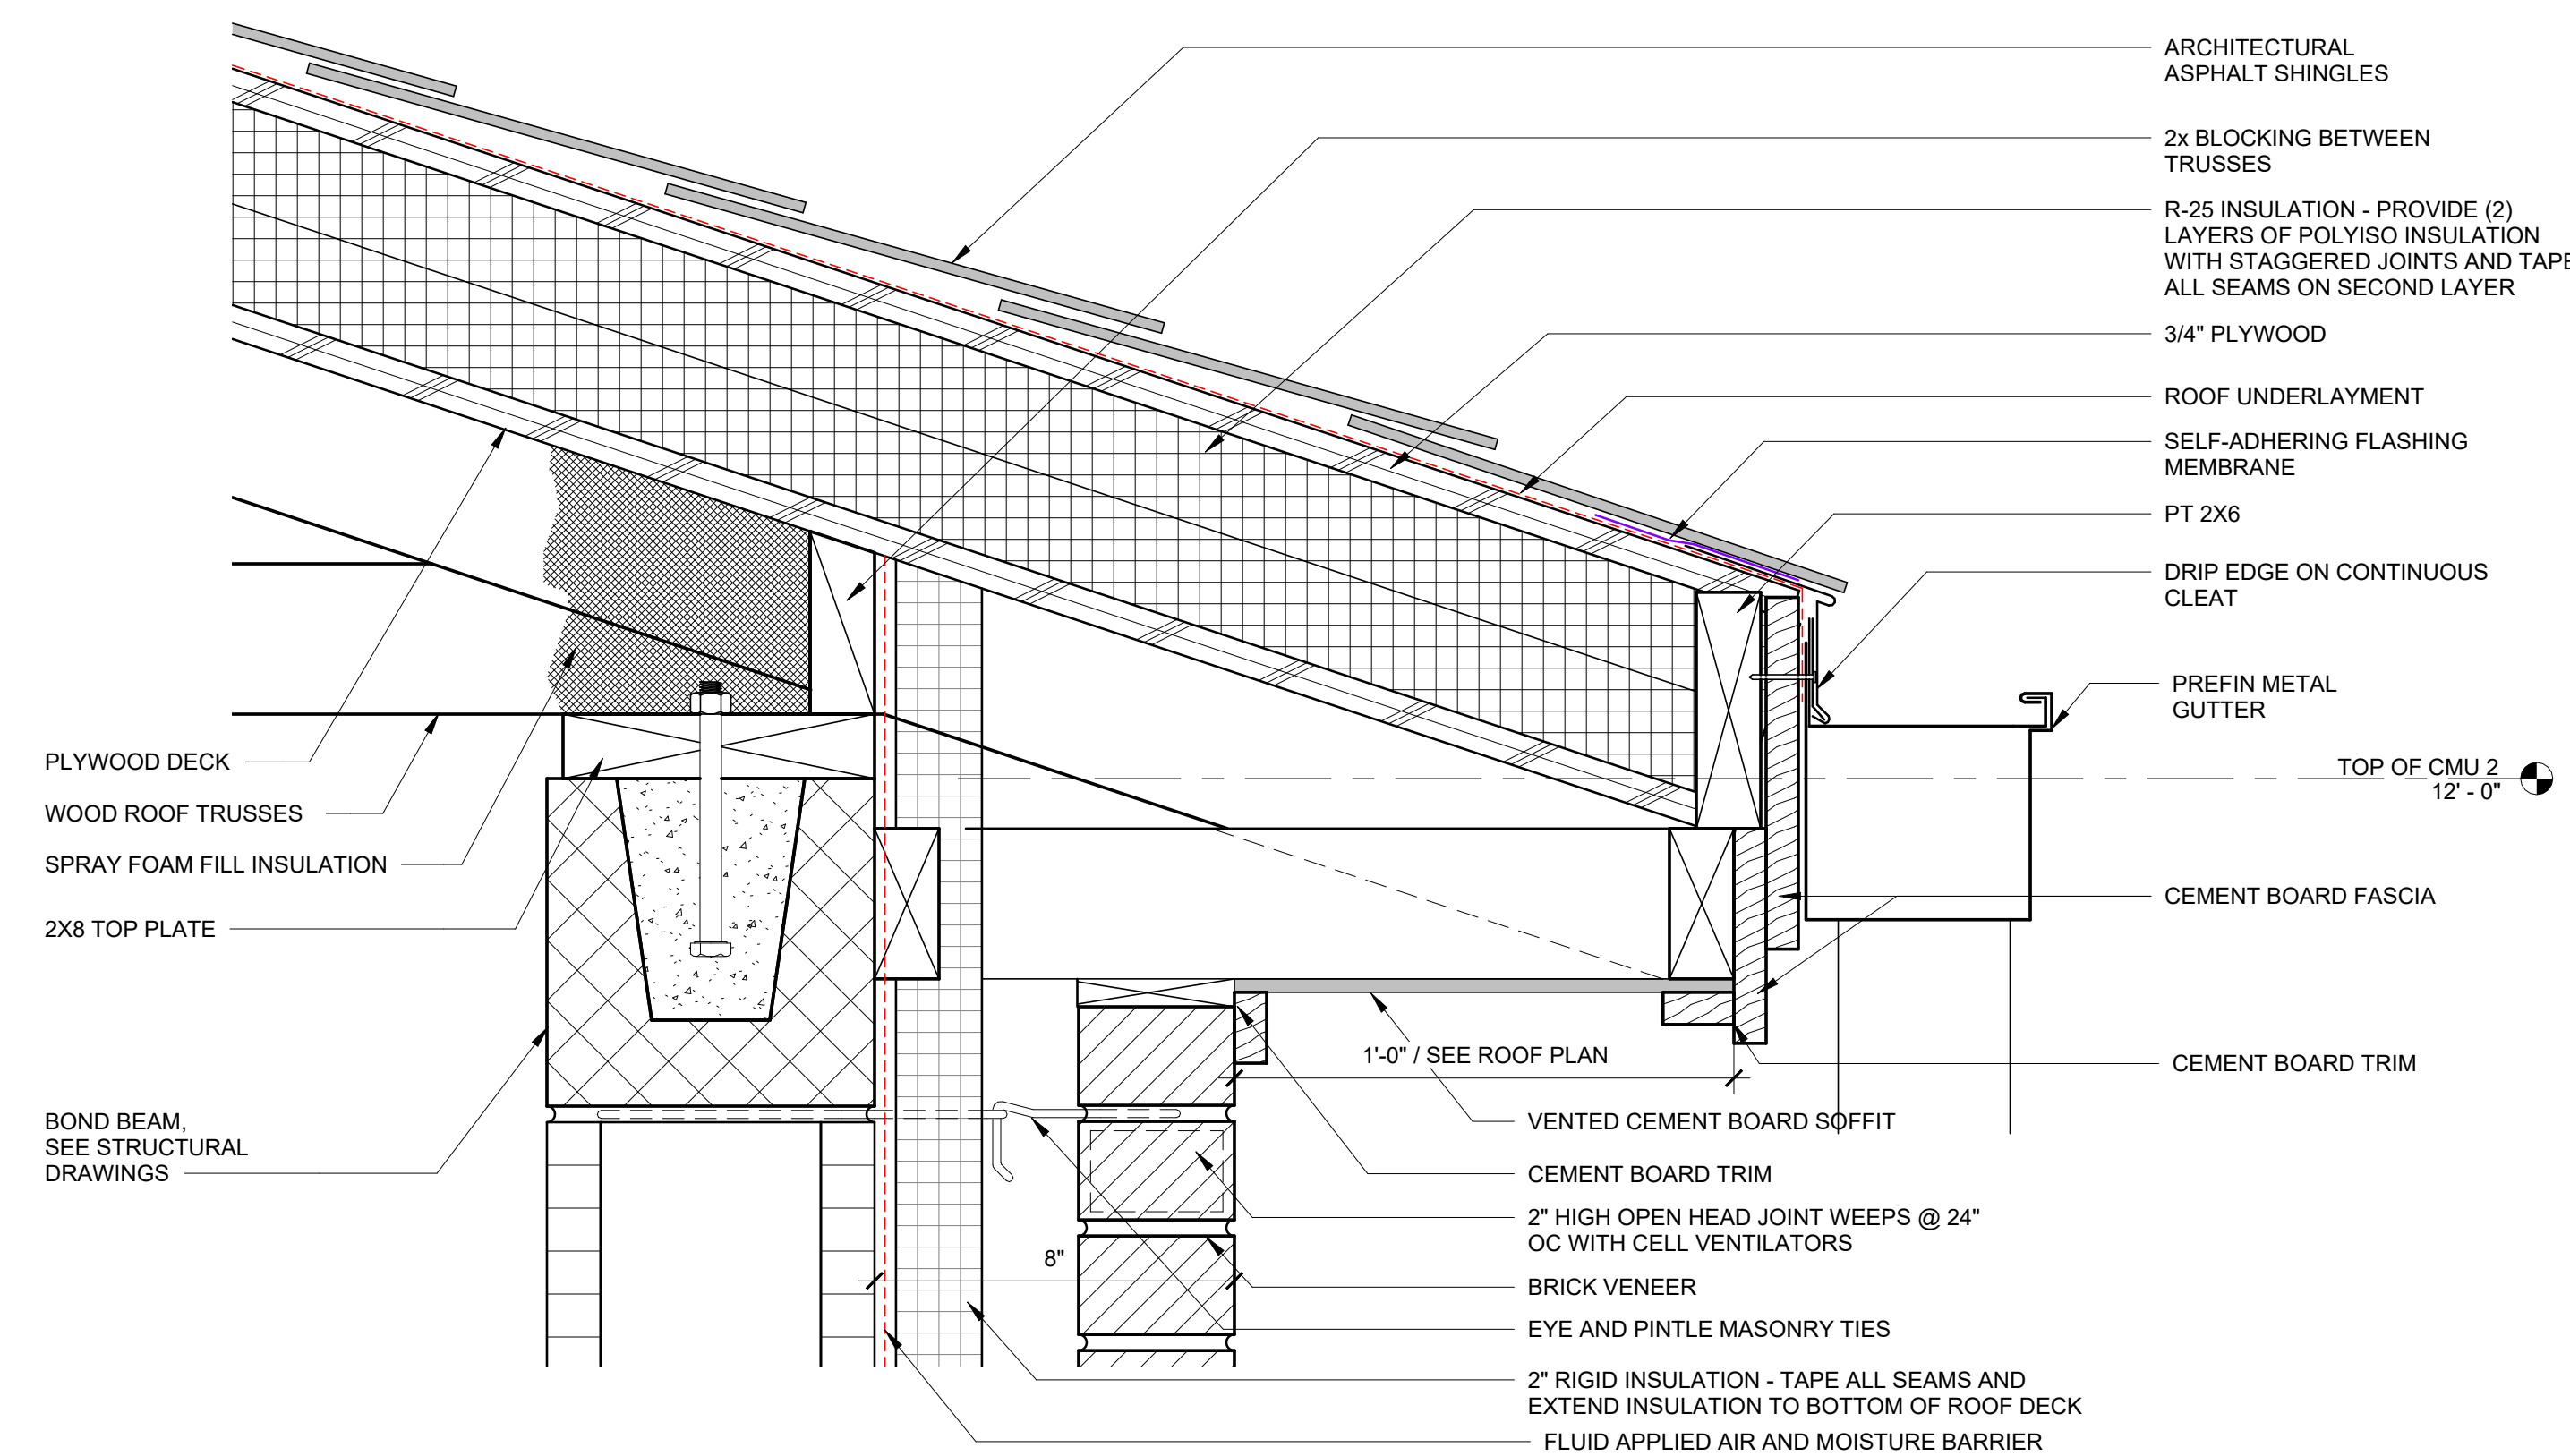 ARCHITECTURAL
ASPHALT SHINGLES
2x BLOCKING BETWEEN
TRUSSES
R-25 INSULATION - PROVIDE (2)
LAYERS OF POLYISO INSULATION
WITH STAGGERED JOINTS AND TAPE
ALL SEAMS ON SECOND LAYER
3/4" PLYWOOD
ROOF UNDERLAYMENT
SELF-ADHERING FLASHING
MEMBRANE
PT 2X6
DRIP EDGE ON CONTINUOUS
CLEAT
PREFIN METAL
GUTTER
TOP OF CMU 2
12' - 0"
CEMENT BOARD FASCIA
CEMENT BOARD TRIM
PLYWOOD DECK
WOOD ROOF TRUSSES
SPRAY FOAM FILL INSULATION
2X8 TOP PLATE
BOND BEAM,
SEE STRUCTURAL
DRAWINGS
1'-0" / SEE ROOF PLAN
VENTED CEMENT BOARD SOFFIT
CEMENT BOARD TRIM
2" HIGH OPEN HEAD JOINT WEEPS @ 24"
OC WITH CELL VENTILATORS
8"
BRICK VENEER
EYE AND PINTLE MASONRY TIES
2" RIGID INSULATION - TAPE ALL SEAMS AND
EXTEND INSULATION TO BOTTOM OF ROOF DECK
FLUID APPLIED AIR AND MOISTURE BARRIER